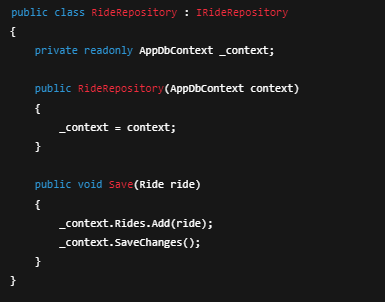 public class RideRepository : IRideRepository
{
    private readonly AppDbContext _context;
    public RideRepository(AppDbContext context)
    {
        _context = context;
    }
    public void Save(Ride ride)
    {
        _context.Rides.Add(ride);
        _context.SaveChanges();
    }
}